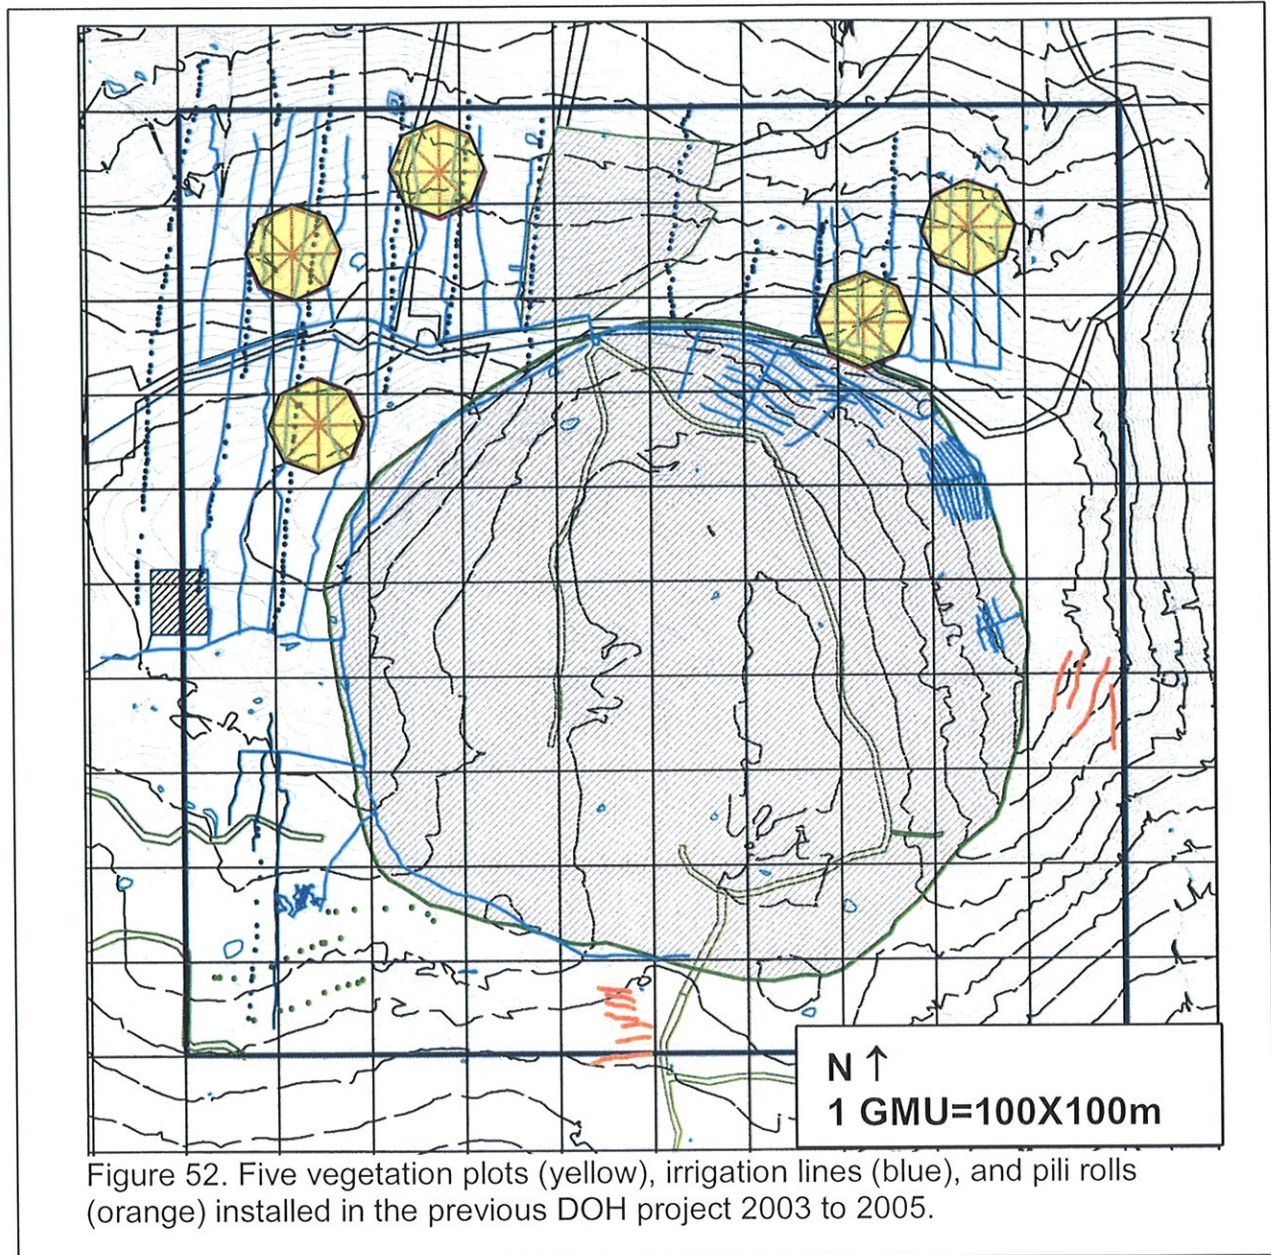 N ↑
1 GMU=100X100m
Figure 52. Five vegetation plots (yellow), irrigation lines (blue), and pili rolls
(orange) installed in the previous DOH project 2003 to 2005.